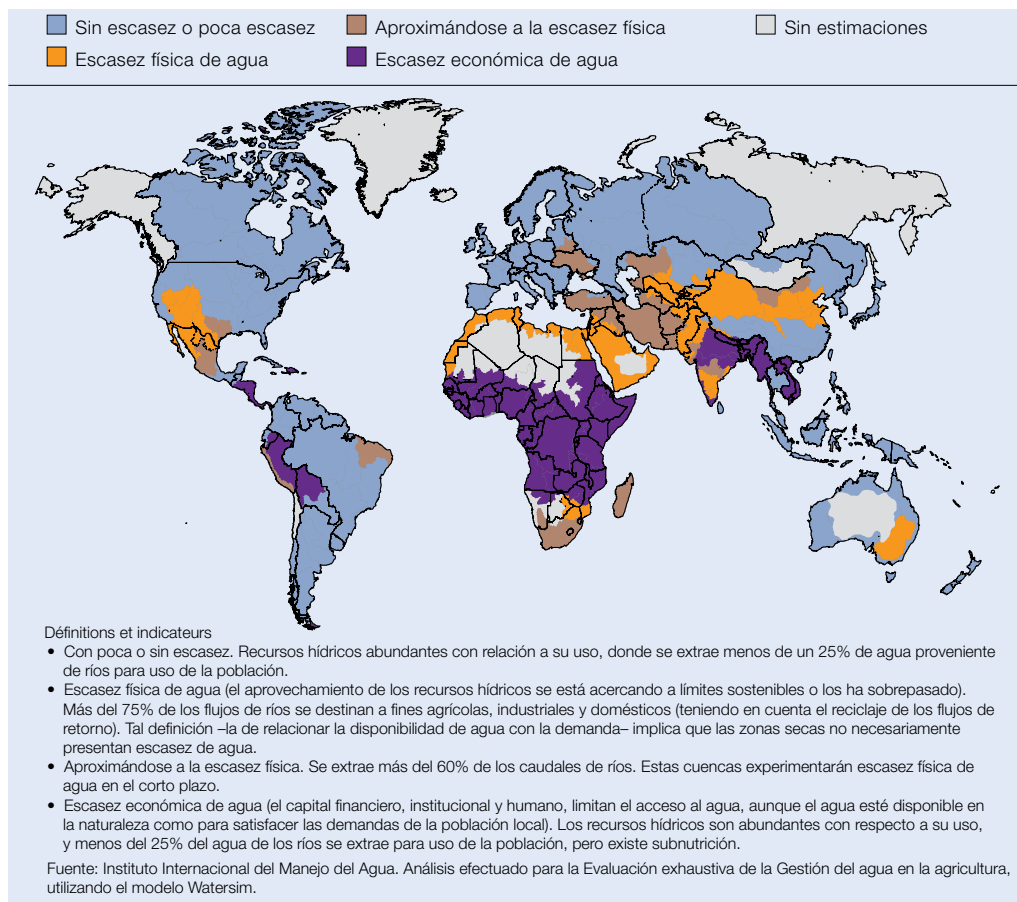 Sin escasez o poca escasez
Aproximándose a la escasez física
Sin estimaciones
Escasez física de agua
Escasez económica de agua
Définitions et indicateurs
• Con poca o sin escasez. Recursos hídricos abundantes con relación a su uso, donde se extrae menos de un 25% de agua proveniente
de ríos para uso de la población.
• Escasez física de agua (el aprovechamiento de los recursos hídricos se está acercando a límites sostenibles o los ha sobrepasado).
Más del 75% de los flujos de ríos se destinan a fines agrícolas, industriales y domésticos (teniendo en cuenta el reciclaje de los flujos de
retorno). Tal definición –la de relacionar la disponibilidad de agua con la demanda– implica que las zonas secas no necesariamente
presentan escasez de agua.
• Aproximándose a la escasez física. Se extrae más del 60% de los caudales de ríos. Estas cuencas experimentarán escasez física de
agua en el corto plazo.
• Escasez económica de agua (el capital financiero, institucional y humano, limitan el acceso al agua, aunque el agua esté disponible en
la naturaleza como para satisfacer las demandas de la población local). Los recursos hídricos son abundantes con respecto a su uso,
y menos del 25% del agua de los ríos se extrae para uso de la población, pero existe subnutrición.
Fuente: Instituto Internacional del Manejo del Agua. Análisis efectuado para la Evaluación exhaustiva de la Gestión del agua en la agricultura,
utilizando el modelo Watersim.